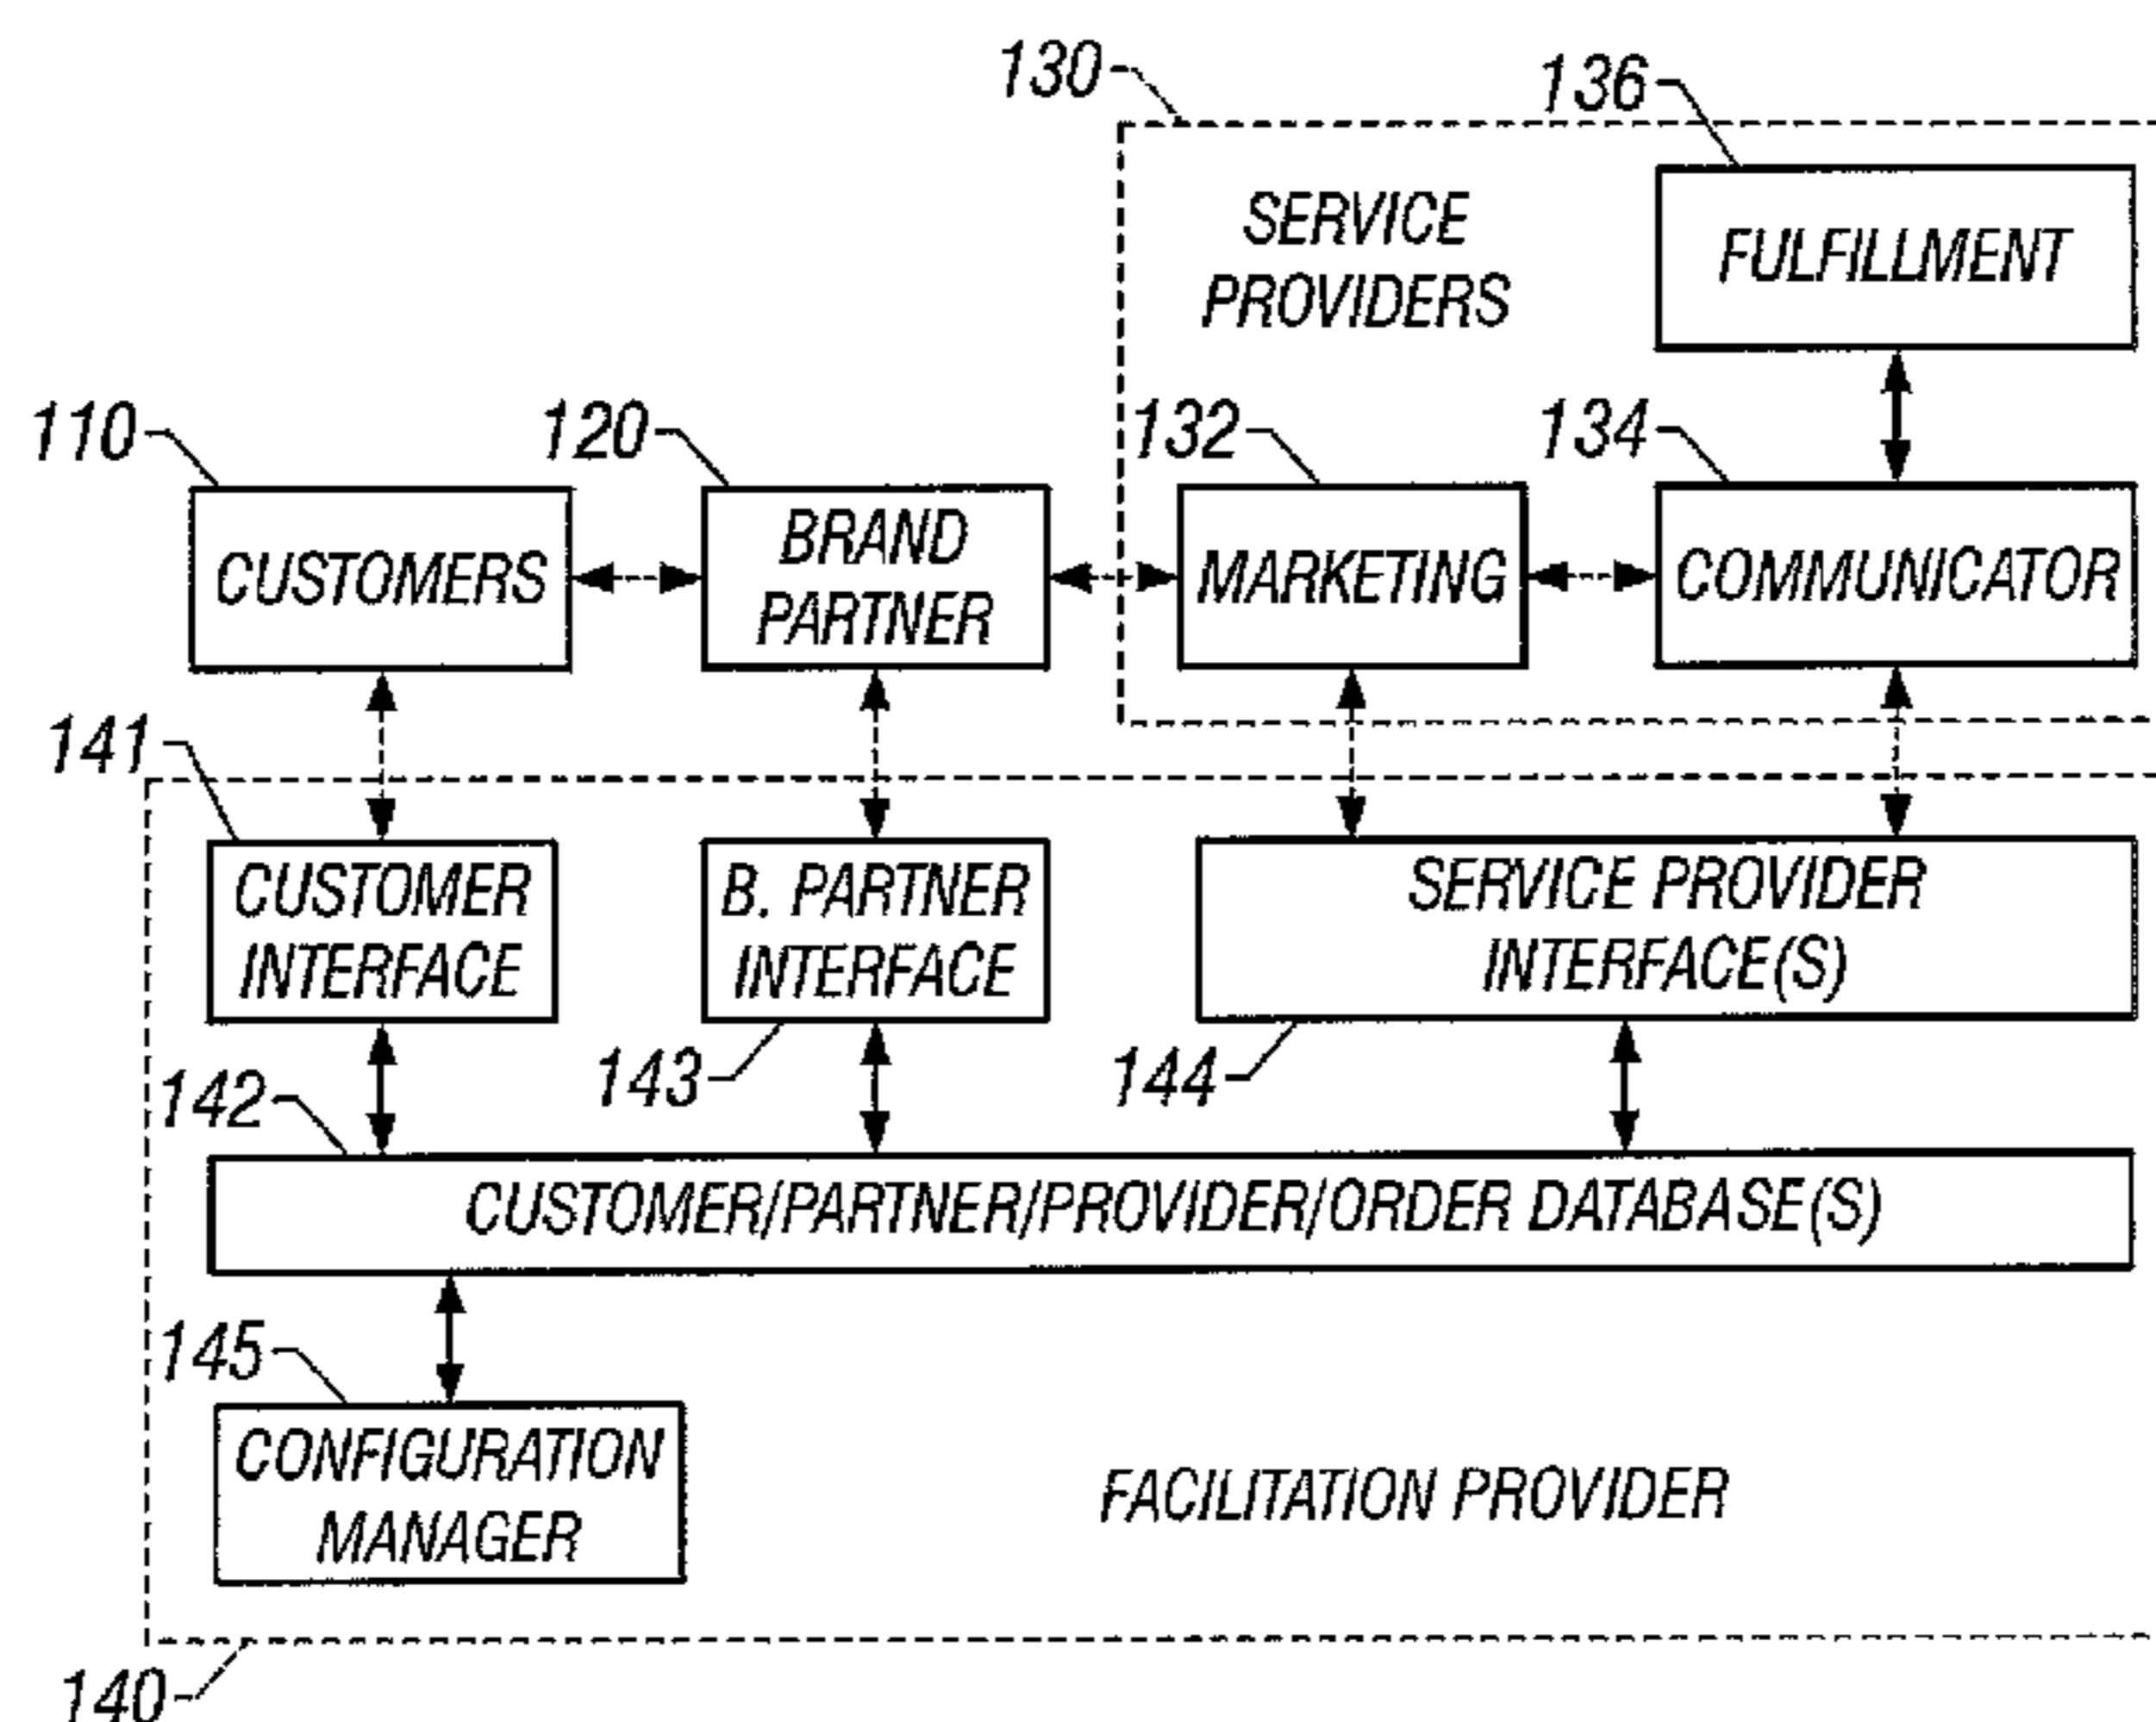 130
136
SERVICE
PROVIDERS
FULFILLMENT
110
120
132
134
CUSTOMERS
BRAND
PARTNER
MARKETING
COMMUNICATOR
141
CUSTOMER
INTERFACE
B. PARTNER
INTERFACE
SERVICE PROVIDER
INTERFACE(S)
142
143
144
CUSTOMER/PARTNER/PROVIDER/ORDER DATABASE(S)
145
CONFIGURATION
MANAGER
FACILITATION PROVIDER
140